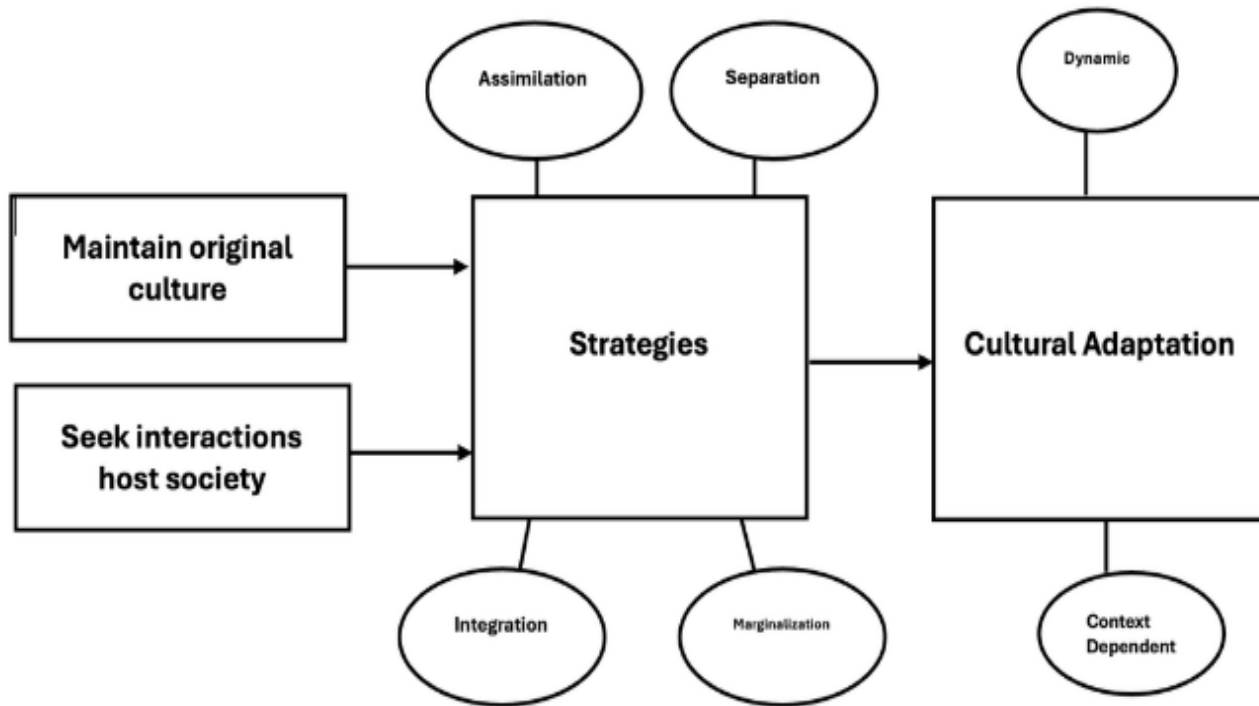 Assimilation
Separation
Dynamic
Maintain original
culture
Strategies
Cultural Adaptation
Seek interactions
host society
Integration
Marginalization
Context
Dependent